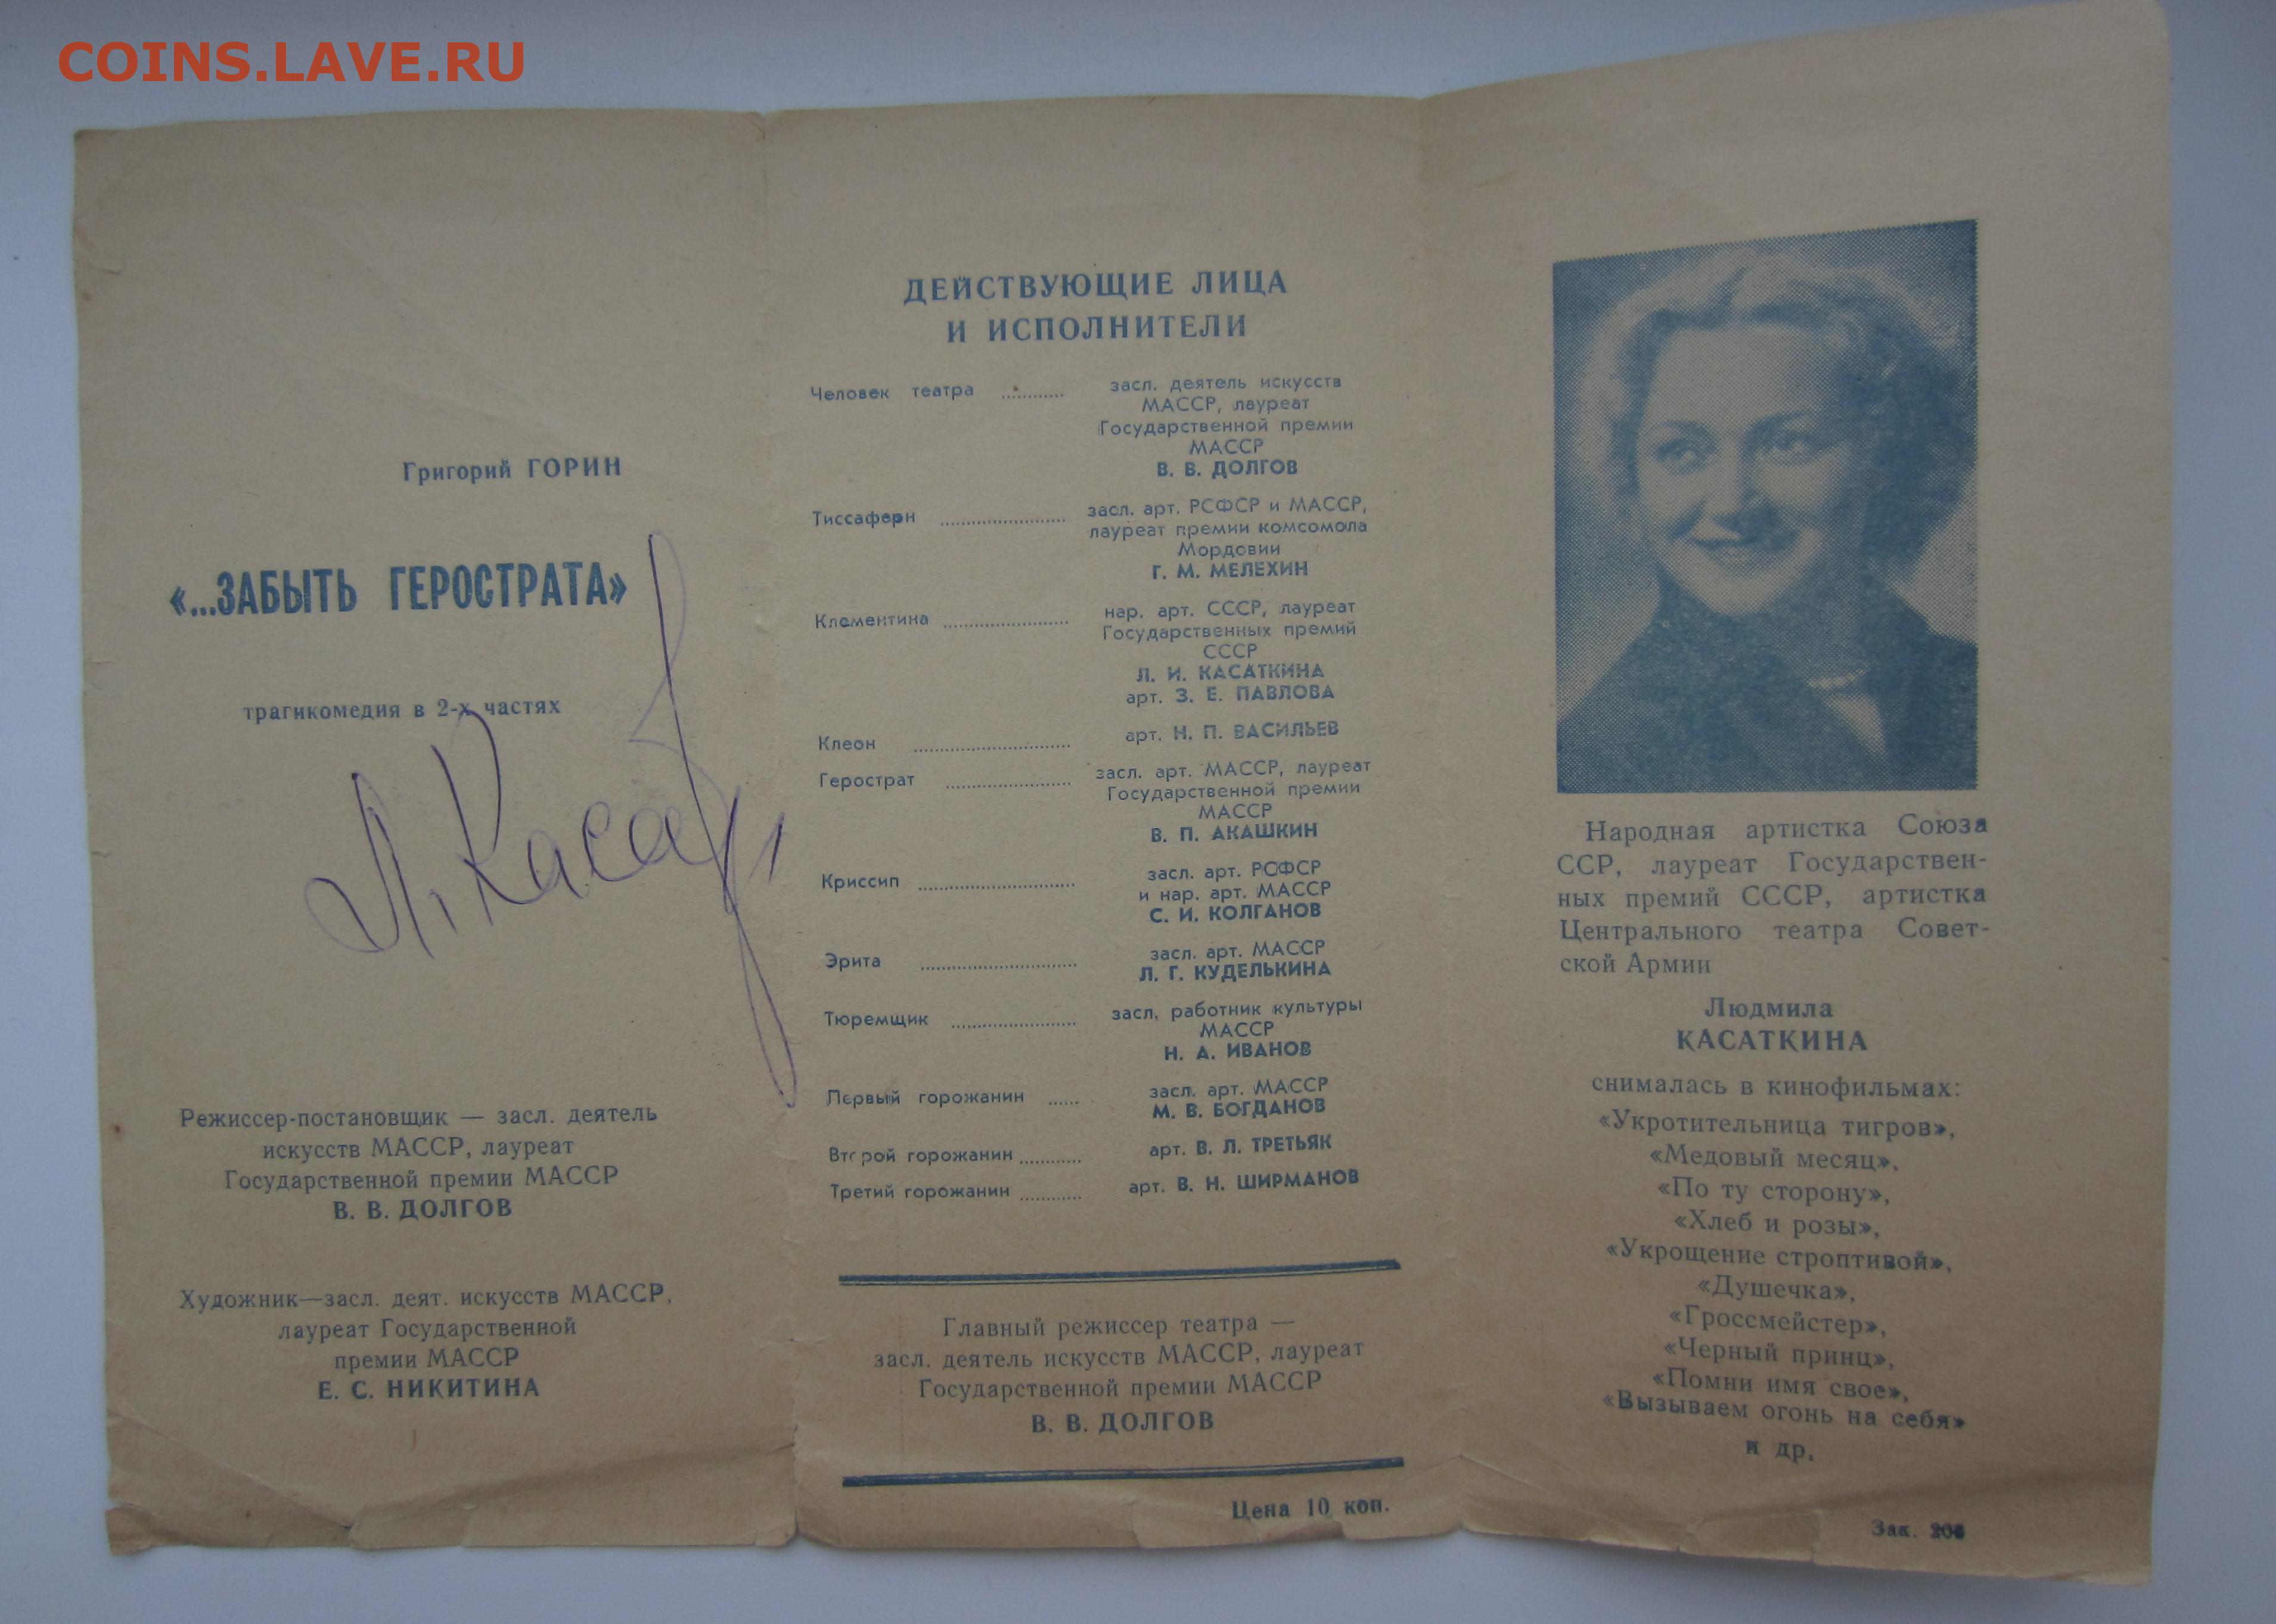 COINS.LAVE.RU
Григорий ГОРИН
«...ЗАБЫТЬ ГЕРОСТРАТА»
трагикомедия в 2-х частях
Л. Касат
Режиссер-постановщик — засл. деятель
искусств МАССР, лауреат
Государственной премии МАССР
В. В. ДОЛГОВ
Художник—засл. деят. искусств МАССР,
лауреат Государственной
премии МАССР
Е. С. НИКИТИНА
ДЕЙСТВУЮЩИЕ ЛИЦА
И ИСПОЛНИТЕЛИ
Человек театра ............ засл. деятель искусств
МАССР, лауреат
Государственной премии
МАССР
В. В. ДОЛГОВ
Тиссаферн ........................ засл. арт. РСФСР и МАССР,
лауреат премии комсомола
Мордовии
Г. М. МЕЛЕХИН
Клементина ........................ нар. арт. СССР, лауреат
Государственных премий
СССР
Л. И. КАСАТКИНА
арт. З. Е. ПАВЛОВА
Клеон .............................. арт. Н. П. ВАСИЛЬЕВ
Герострат ........................ засл. арт. МАССР, лауреат
Государственной премии
МАССР
В. П. АКАШКИН
Криссип .............................. засл. арт. РСФСР
и нар. арт. МАССР
С. И. КОЛГАНОВ
Эрита .............................. засл. арт. МАССР
Л. Г. КУДЕЛЬКИНА
Тюремщик ........................ засл. работник культуры
МАССР
Н. А. ИВАНОВ
Первый горожанин ...... засл. арт. МАССР
М. В. БОГДАНОВ
Второй горожанин ............ арт. В. Л. ТРЕТЬЯК
Третий горожанин ............ арт. В. Н. ШИРМАНОВ
Главный режиссер театра —
засл. деятель искусств МАССР, лауреат
Государственной премии МАССР
В. В. ДОЛГОВ
Цена 10 коп.
Народная артистка Союза
ССР, лауреат Государствен-
ных премий СССР, артистка
Центрального театра Совет-
ской Армии
Людмила
КАСАТКИНА
снималась в кинофильмах:
«Укротительница тигров»,
«Медовый месяц»,
«По ту сторону»,
«Хлеб и розы»,
«Укрощение строптивой»,
«Душечка»,
«Гроссмейстер»,
«Черный принц»,
«Помни имя свое»,
«Вызываем огонь на себя»
и др.
Зак.